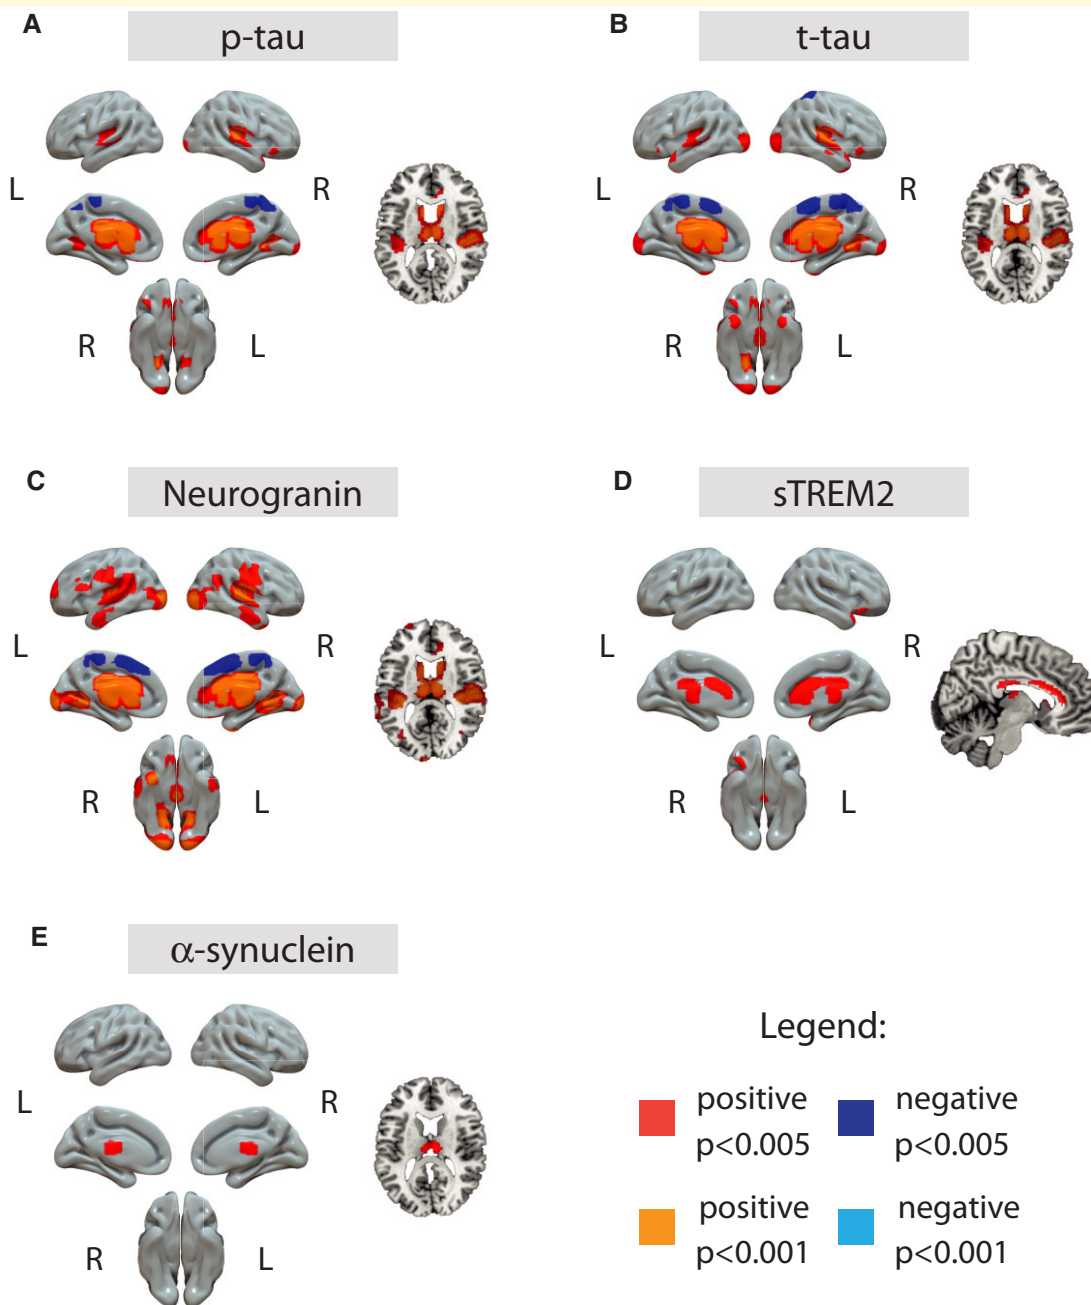 A
p-tau
L
R
R
L
B
t-tau
L
R
R
L
C
Neurogranin
L
R
R
L
D
sTREM2
L
R
R
L
E
α-synuclein
L
R
R
L
Legend:
positive
p<0.005
negative
p<0.005
positive
p<0.001
negative
p<0.001